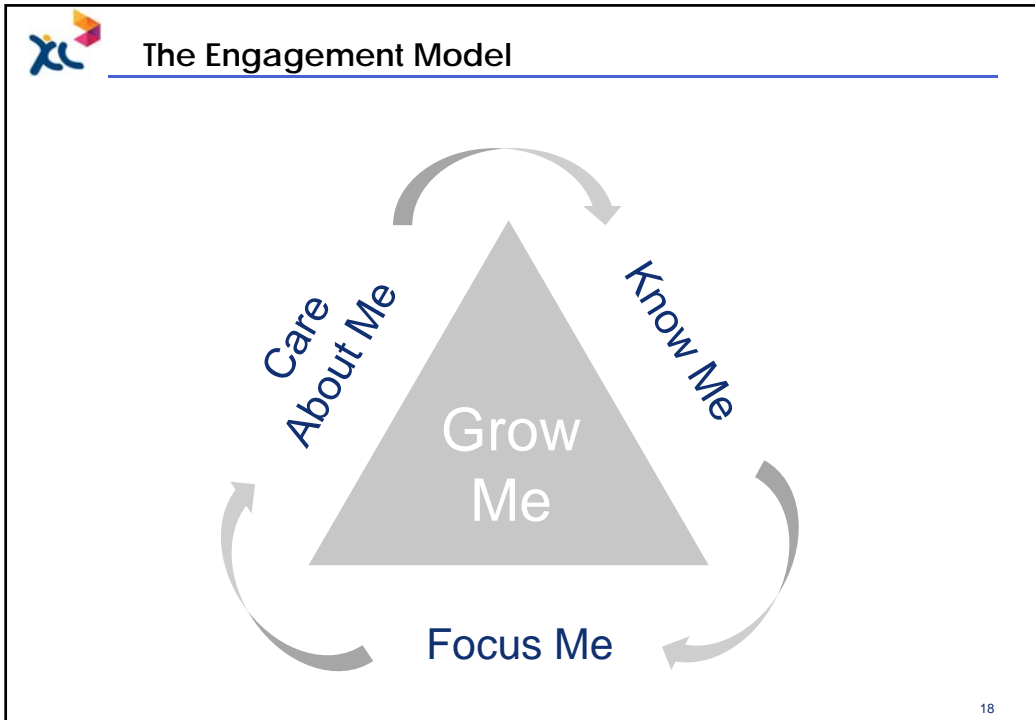 XL
The Engagement Model
Care
About Me
Know Me
Grow
Me
Focus Me
18